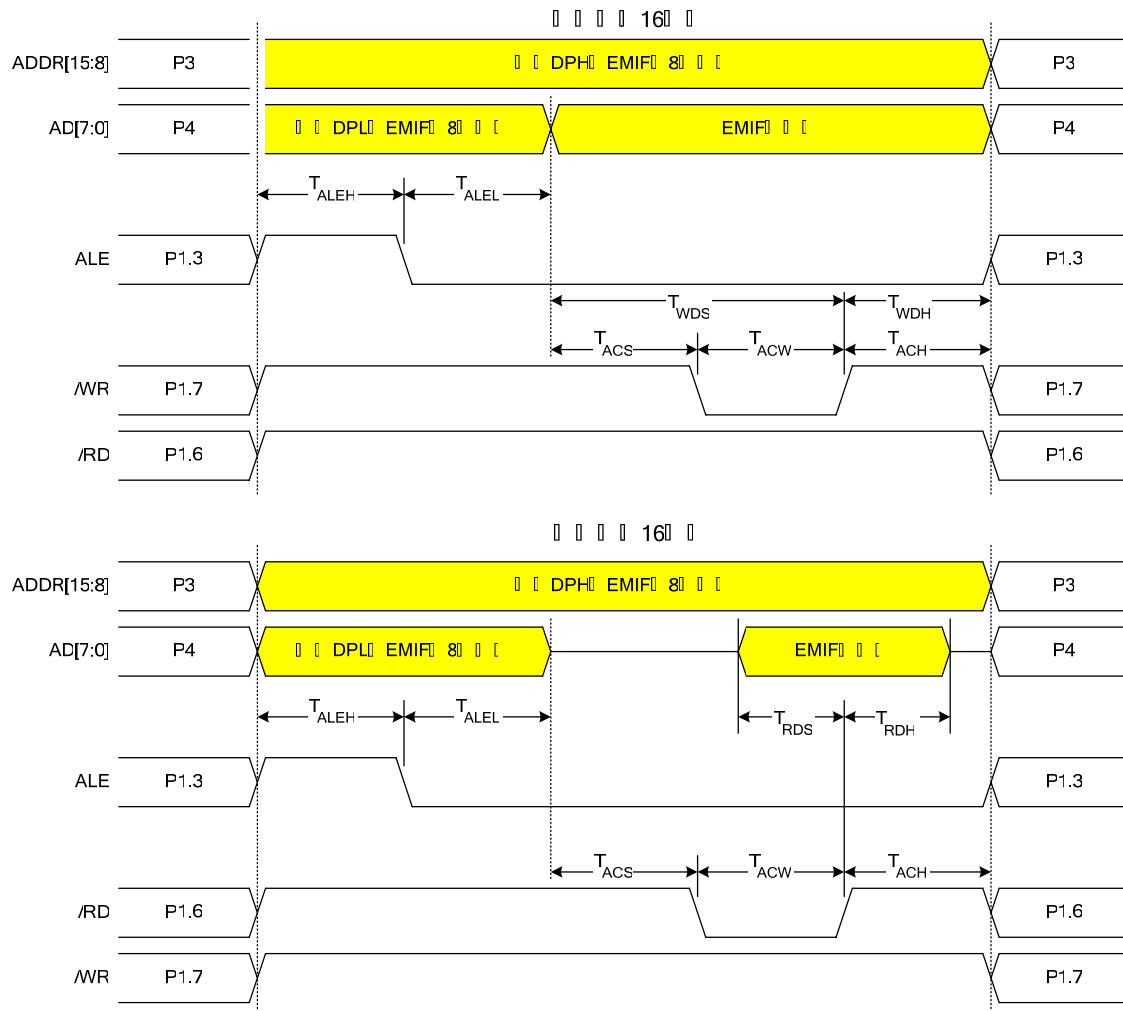 16
ADDR[15:8] P3 DPH EMIF 8 P3
AD[7:0] P4 DPL EMIF 8 EMIF P4
TALEH TALEL
ALE P1.3 P1.3
TWDS TWDH
TACS TACW TACH
/WR P1.7 P1.7
/RD P1.6 P1.6
16
ADDR[15:8] P3 DPH EMIF 8 P3
AD[7:0] P4 DPL EMIF 8 EMIF P4
TALEH TALEL TRDS TRDH
ALE P1.3 P1.3
TACS TACW TACH
/RD P1.6 P1.6
/WR P1.7 P1.7